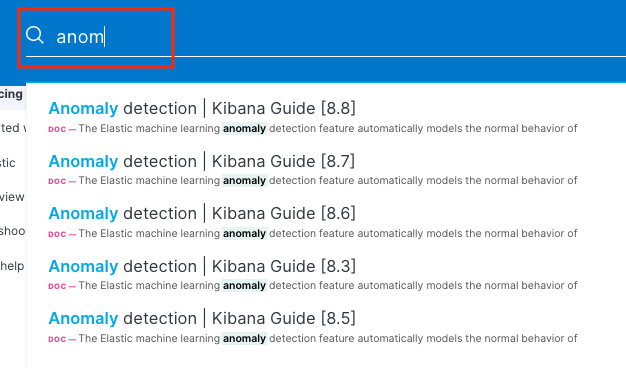 anom
cing
Anomaly detection | Kibana Guide [8.8]
DOC — The Elastic machine learning anomaly detection feature automatically models the normal behavior of
rted w
Anomaly detection | Kibana Guide [8.7]
stic
DOC — The Elastic machine learning anomaly detection feature automatically models the normal behavior of
view
Anomaly detection | Kibana Guide [8.6]
shoo
DOC — The Elastic machine learning anomaly detection feature automatically models the normal behavior of
help
Anomaly detection | Kibana Guide [8.3]
DOC — The Elastic machine learning anomaly detection feature automatically models the normal behavior of
Anomaly detection | Kibana Guide [8.5]
DOC — The Elastic machine learning anomaly detection feature automatically models the normal behavior of